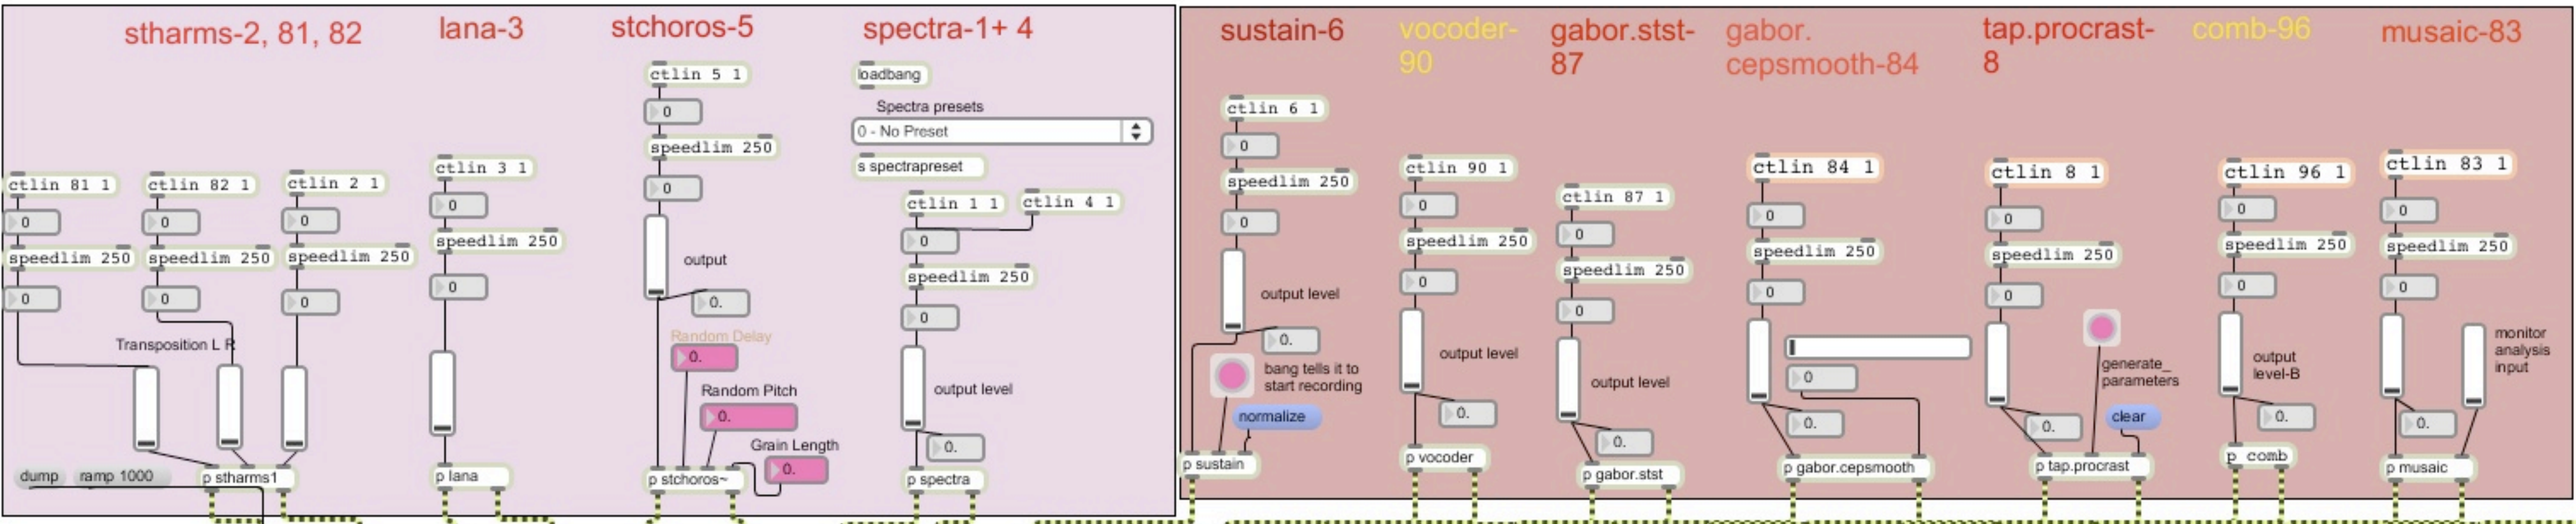 stharms-2, 81, 82
ctlin 81 1
ctlin 82 1
ctlin 2 1
0
0
0
speedlim 250
speedlim 250
speedlim 250
0
0
0
Transposition L R
dump
ramp 1000
p stharms1
lana-3
ctlin 3 1
0
speedlim 250
0
p lana
stchoros-5
ctlin 5 1
0
speedlim 250
0
output
0.
Random Delay
0.
Random Pitch
0.
Grain Length
0.
p stchoros~
spectra-1+ 4
loadbang
Spectra presets
0 - No Preset
s spectrapreset
ctlin 1 1
ctlin 4 1
0
speedlim 250
0
output level
0.
p spectra
sustain-6
ctlin 6 1
0
speedlim 250
0
output level
0.
bang tells it to
start recording
normalize
p sustain
vocoder-
90
ctlin 90 1
0
speedlim 250
0
output level
0.
p vocoder
gabor.stst-
87
ctlin 87 1
0
speedlim 250
0
output level
0.
p gabor.stst
gabor.
cepsmooth-84
ctlin 84 1
0
speedlim 250
0
0
0.
p gabor.cepsmooth
tap.procrast-
8
ctlin 8 1
0
speedlim 250
0
generate_
parameters
0.
clear
p tap.procrast
comb-96
ctlin 96 1
0
speedlim 250
0
output
level-B
0.
p comb
musaic-83
ctlin 83 1
0
speedlim 250
0
monitor
analysis
input
0.
p musaic